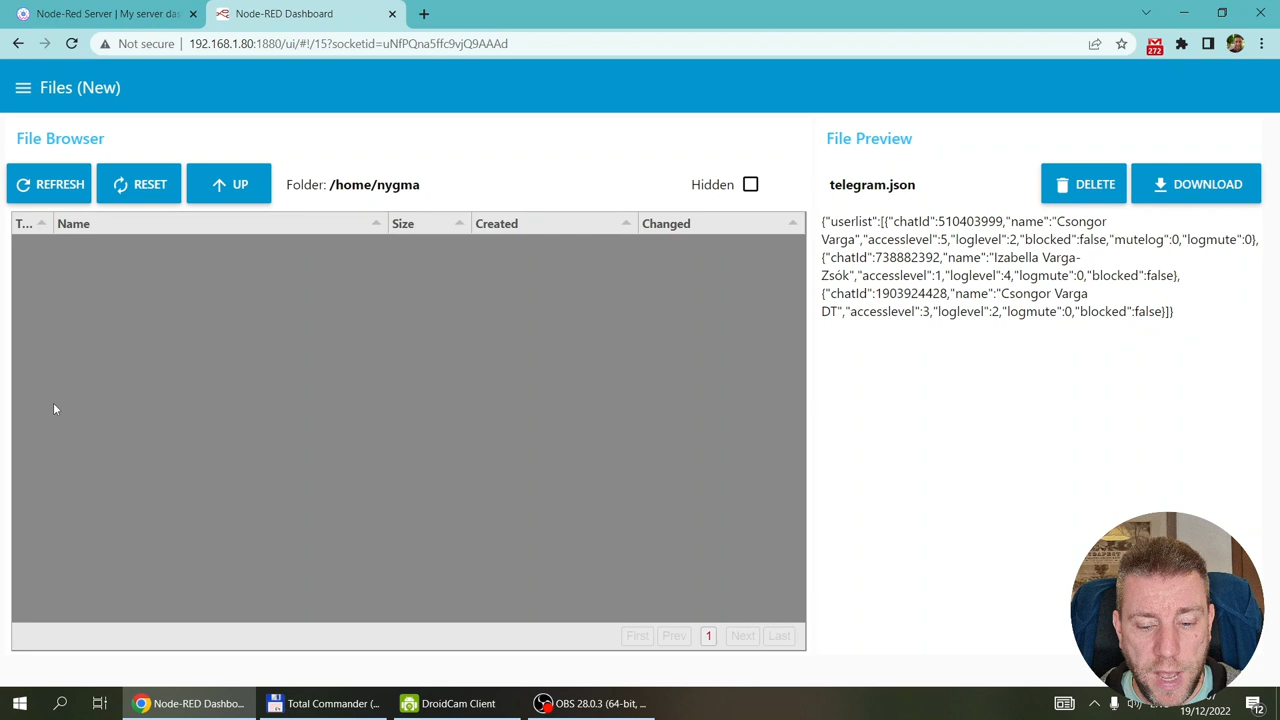 Node-Red Server | My server das
Node-RED Dashboard
Not secure
192.168.1.80:1880/ui/#!/15?socketid=uNfPQna5ffc9vjQ9AAAd
272
Files (New)
File Browser
REFRESH
RESET
UP
Folder: /home/nygma
Hidden
T...
Name
Size
Created
Changed
First
Prev
1
Next
Last
File Preview
telegram.json
DELETE
DOWNLOAD
{"userlist":[{"chatId":510403999,"name":"Csongor
Varga","accesslevel":5,"loglevel":2,"blocked":false,"mutelog":0,"logmute":0},
{"chatId":738882392,"name":"Izabella Varga-
Zsók","accesslevel":1,"loglevel":4,"logmute":0,"blocked":false},
{"chatId":1903924428,"name":"Csongor Varga
DT","accesslevel":3,"loglevel":2,"logmute":0,"blocked":false}]}
Node-RED Dashbo...
Total Commander (...
DroidCam Client
OBS 28.0.3 (64-bit, ...
19/12/2022
12